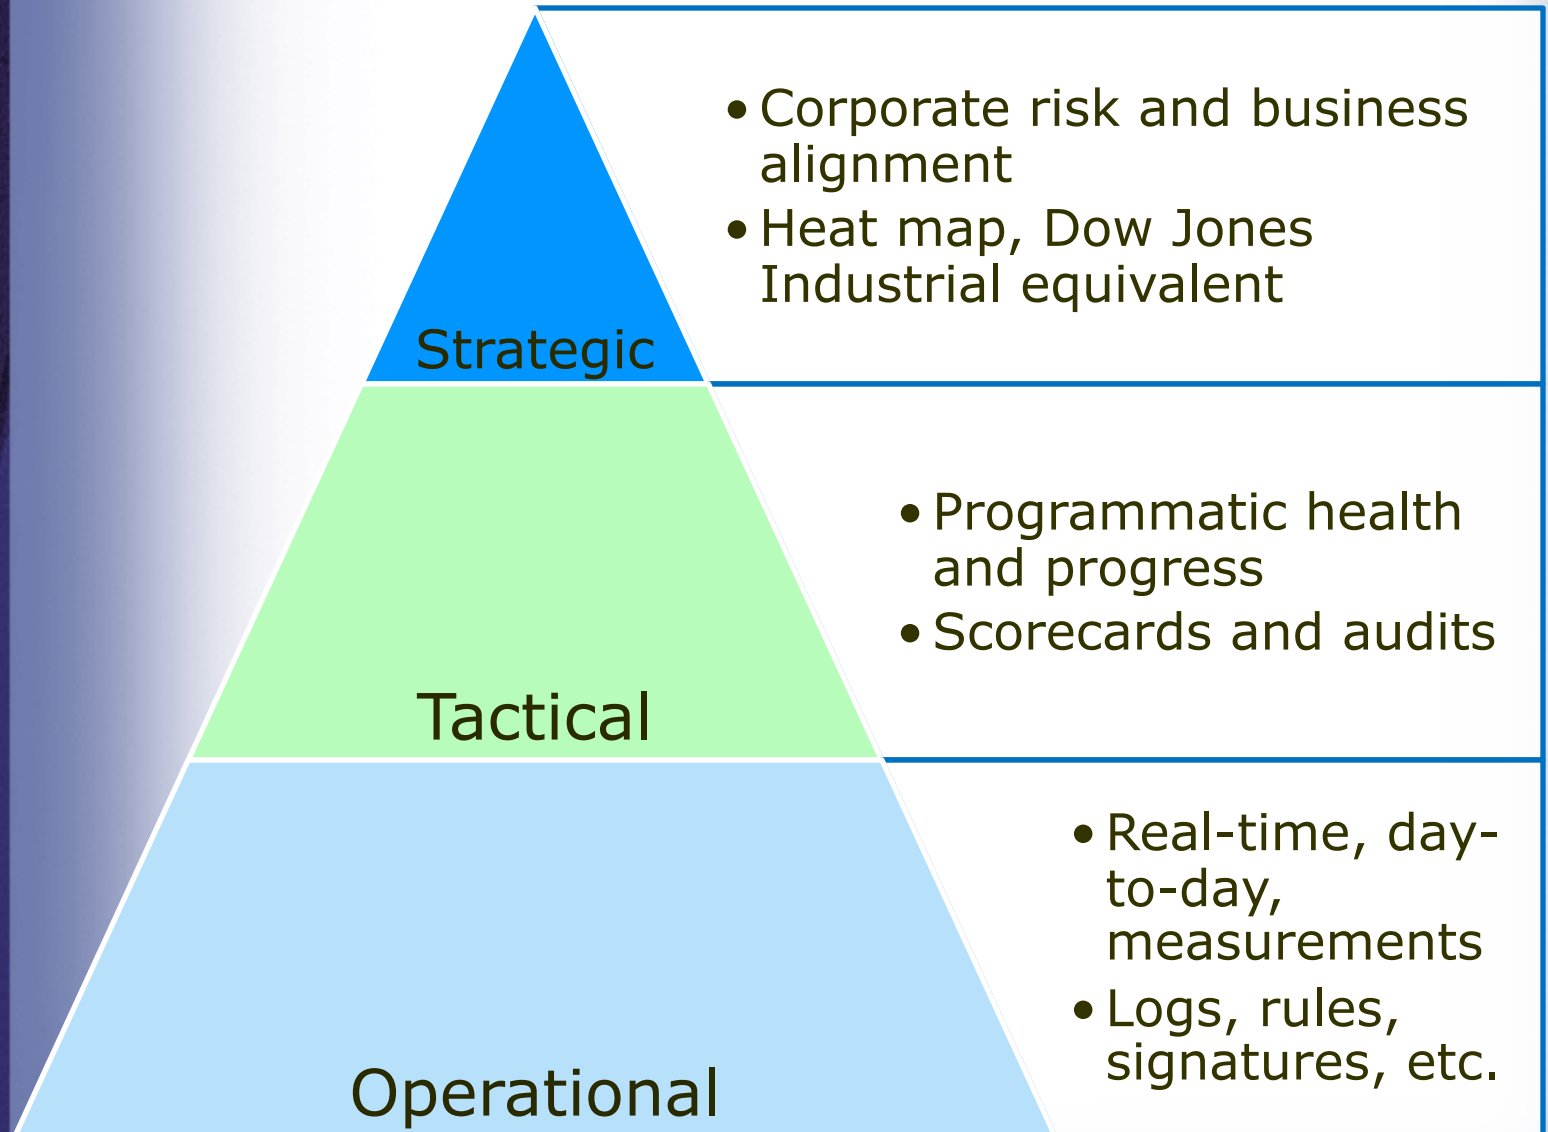 • Corporate risk and business
alignment
• Heat map, Dow Jones
Industrial equivalent
Strategic
• Programmatic health
and progress
• Scorecards and audits
Tactical
• Real-time, day-
to-day,
measurements
• Logs, rules,
signatures, etc.
Operational